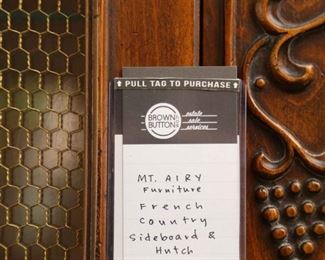 PULL TAG TO PURCHASE
BROWN
BUTTON
estate
sale
services
MT. AIRY
Furniture
French
Country
Sideboard &
Hutch